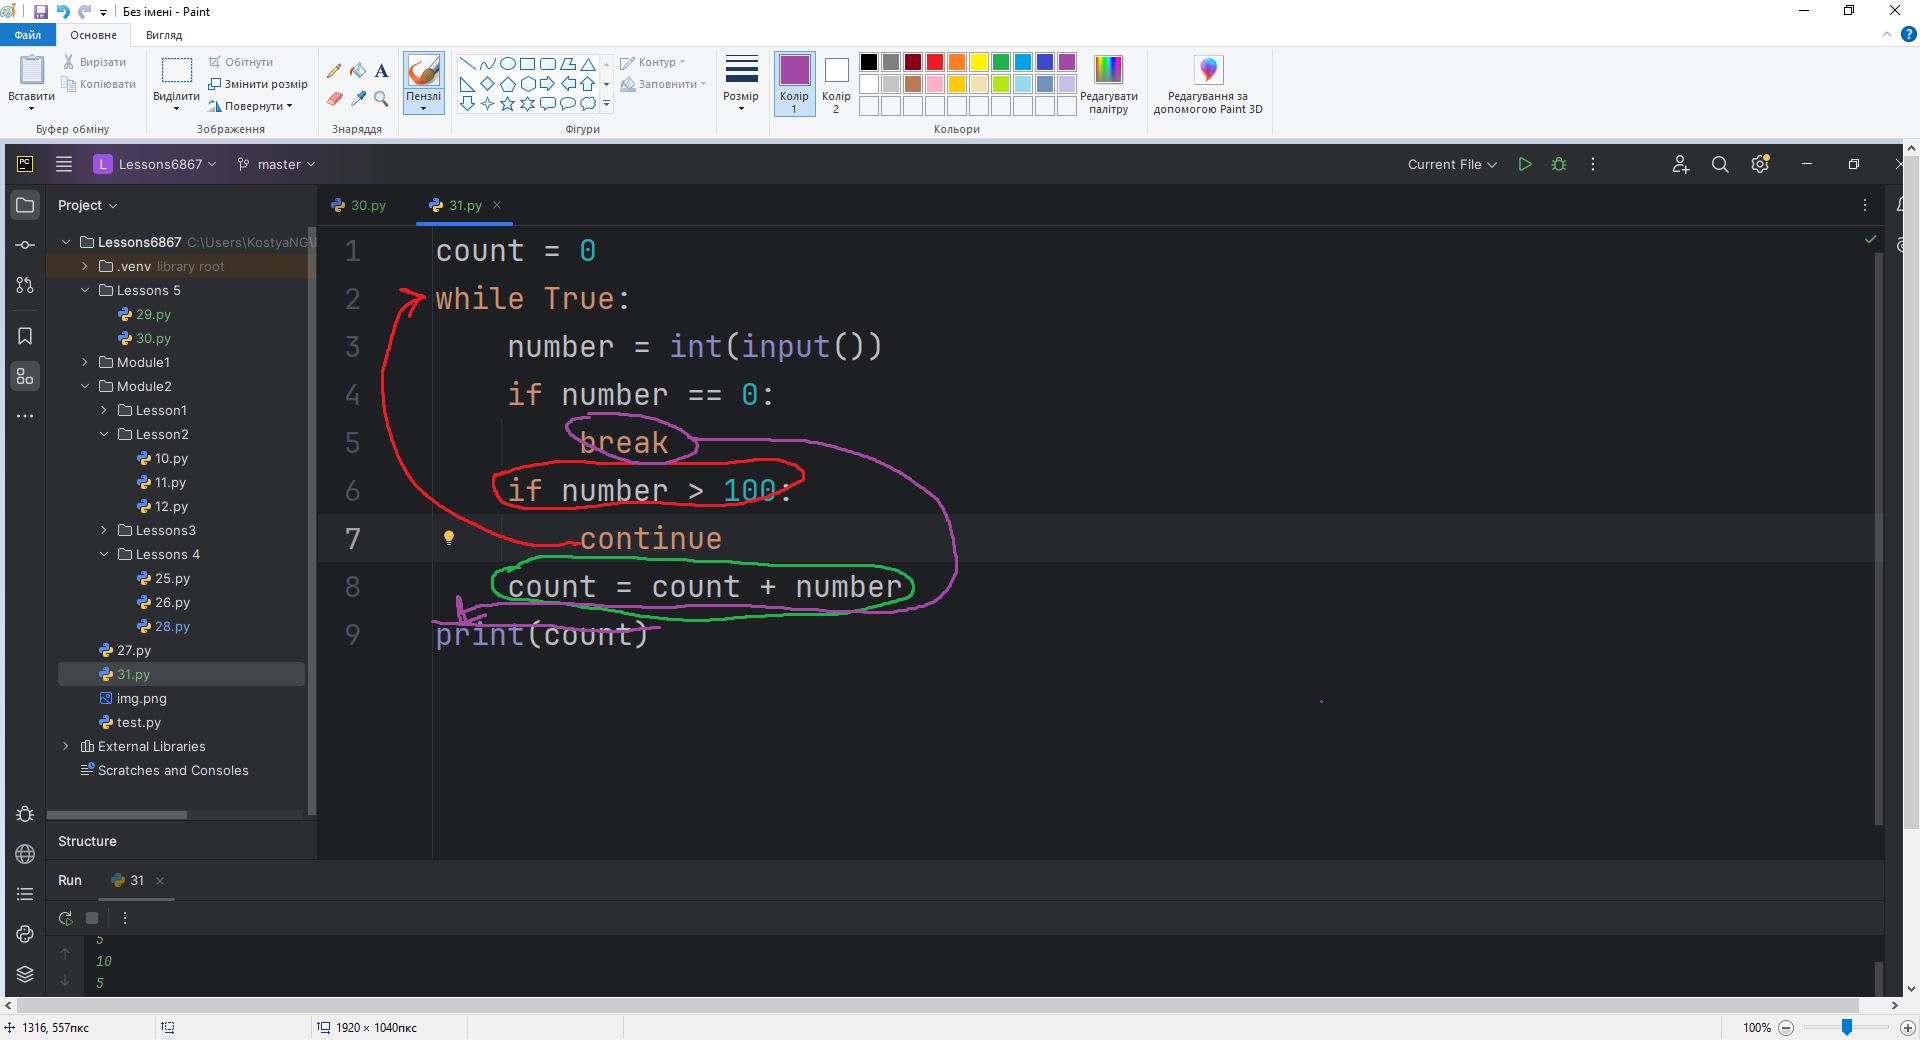 Без імені - Paint
Файл Основне Вигляд
Вставити
Вирізати
Копіювати
Буфер обміну
Виділити
Обітнути
Змінити розмір
Повернути
Зображення
A
Знаряддя
Пензлі
Контур
Заповнити
Фігури
Розмір
Колір 1
Колір 2
Кольори
Редагувати палітру
Редагування за допомогою Paint 3D
PC L Lessons6867 master Current File
Project
30.py 31.py
Lessons6867 C:\Users\KostyaNG\
.venv library root
Lessons 5
29.py
30.py
Module1
Module2
Lesson1
Lesson2
10.py
11.py
12.py
Lessons3
Lessons 4
25.py
26.py
28.py
27.py
31.py
img.png
test.py
External Libraries
Scratches and Consoles
1 count = 0
2 while True:
3 number = int(input())
4 if number == 0:
5 break
6 if number > 100:
7 continue
8 count = count + number
9 print(count)
Structure
Run 31
5
10
5
1316, 557пкс 1920 × 1040пкс 100%